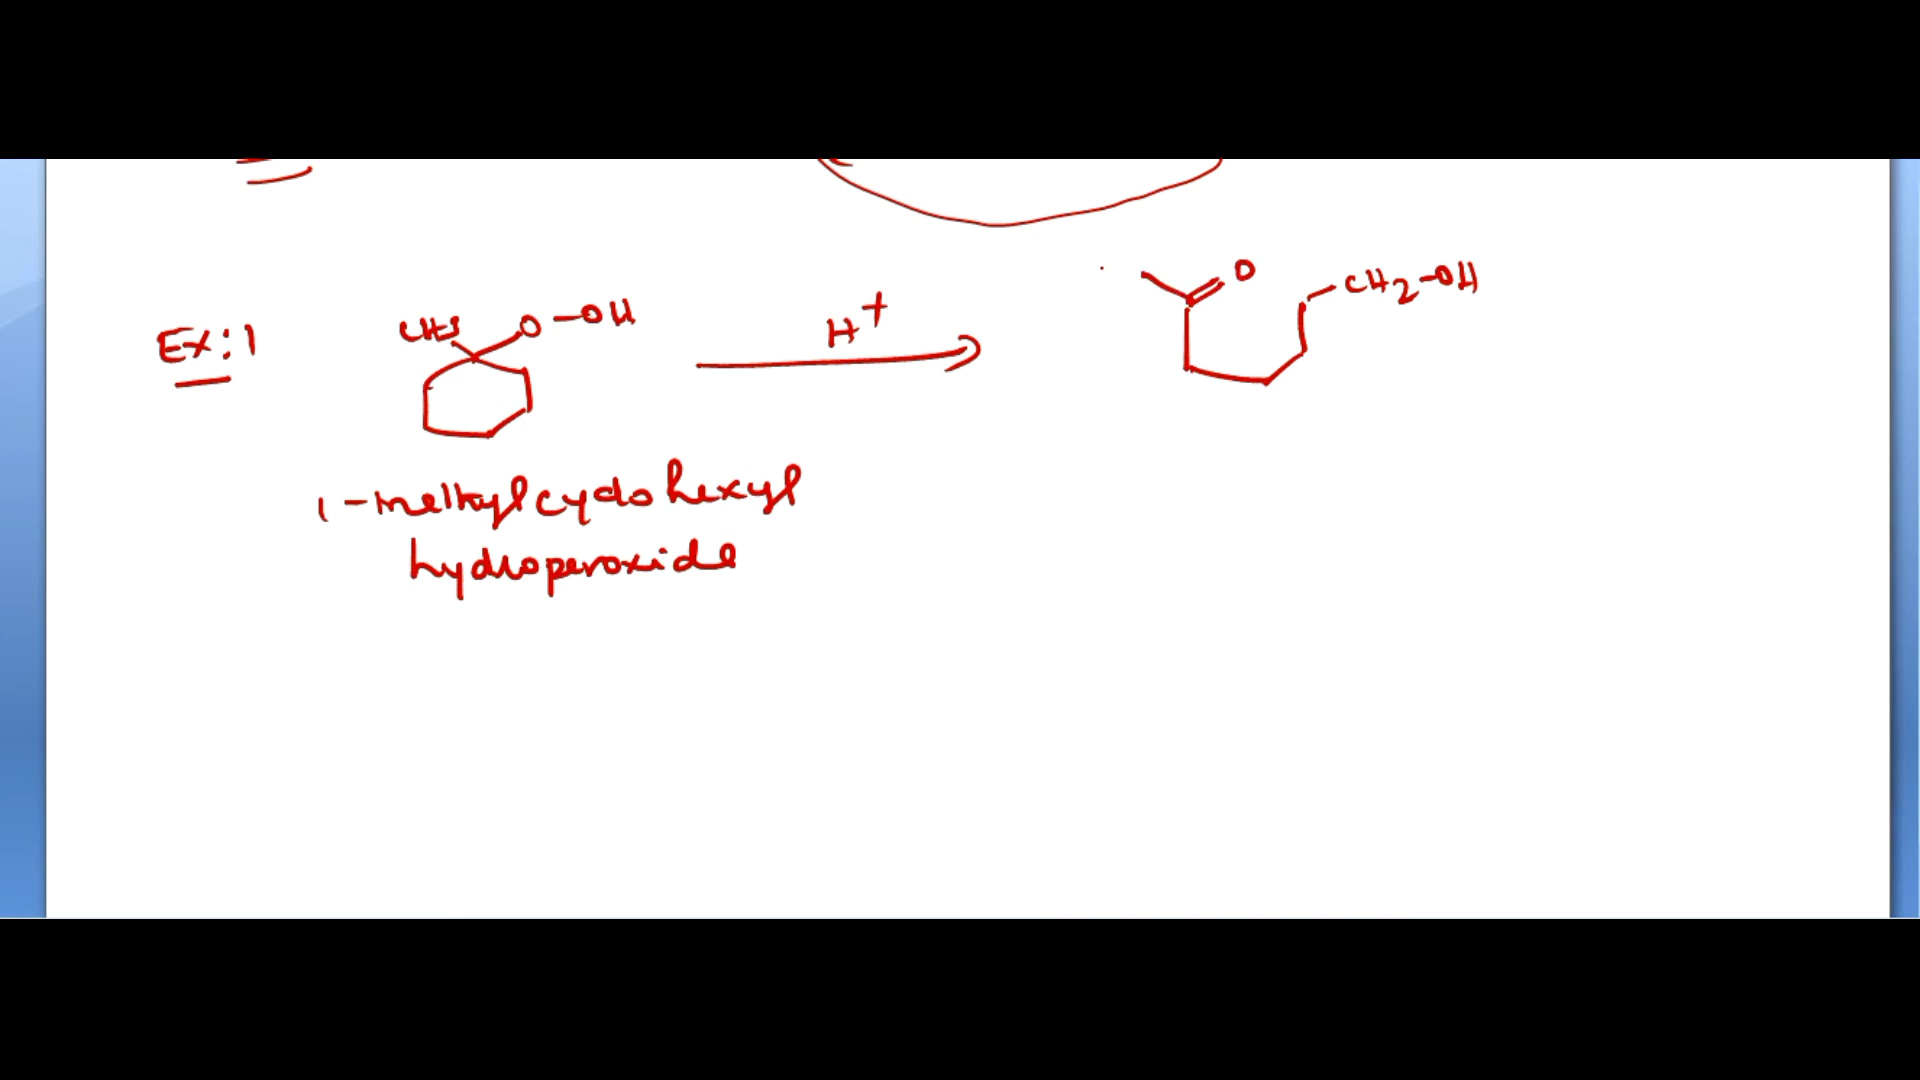 Ex:1
CH3
O-OH
H+
O
CH2-OH
1-methylcyclohexyl
hydroperoxide